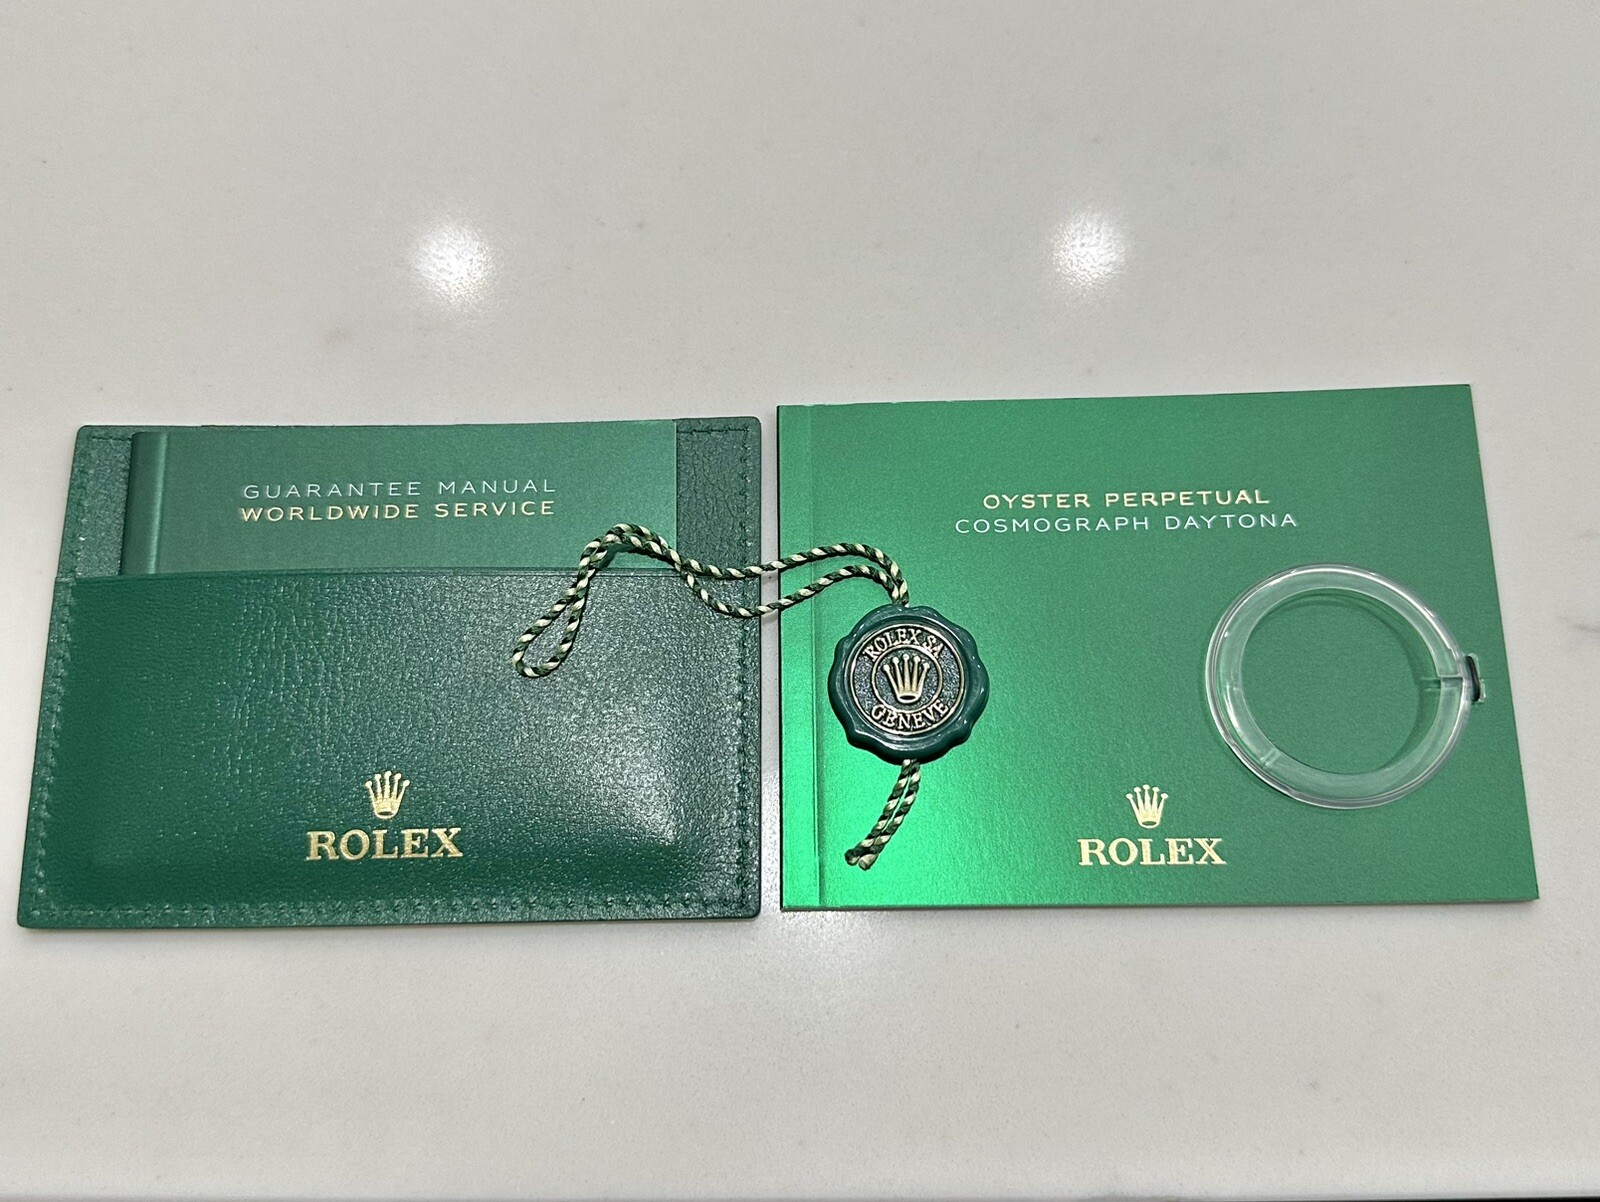 GUARANTEE MANUAL
WORLDWIDE SERVICE
ROLEX
ROLEX SA
GENEVE
OYSTER PERPETUAL
COSMOGRAPH DAYTONA
ROLEX